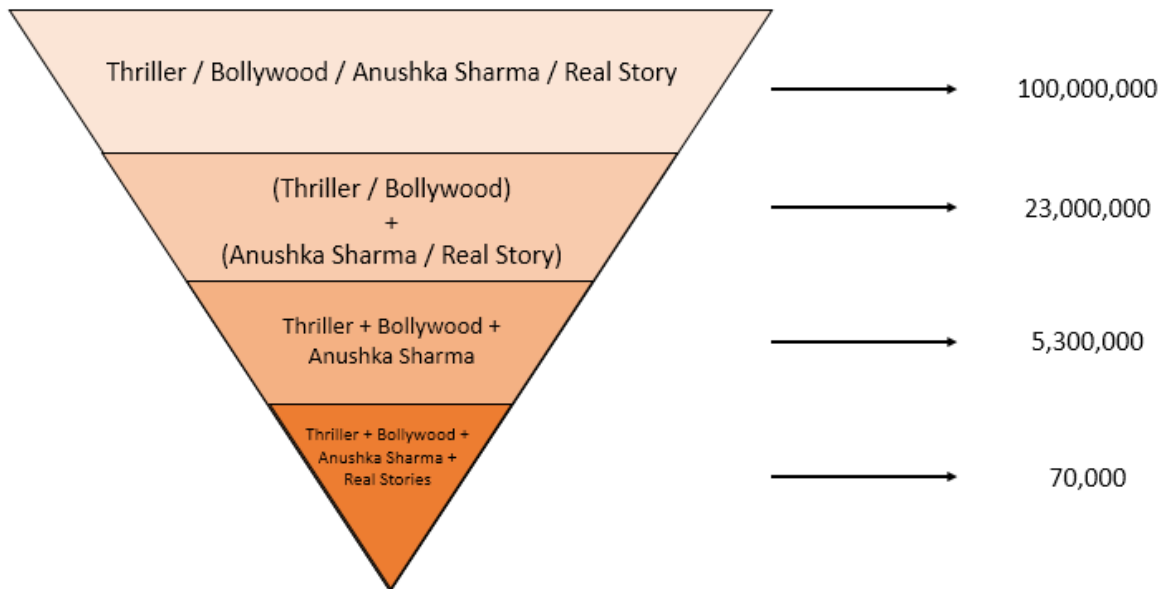 Thriller / Bollywood / Anushka Sharma / Real Story
100,000,000
(Thriller / Bollywood)
+
(Anushka Sharma / Real Story)
23,000,000
Thriller + Bollywood +
Anushka Sharma
5,300,000
Thriller + Bollywood +
Anushka Sharma +
Real Stories
70,000